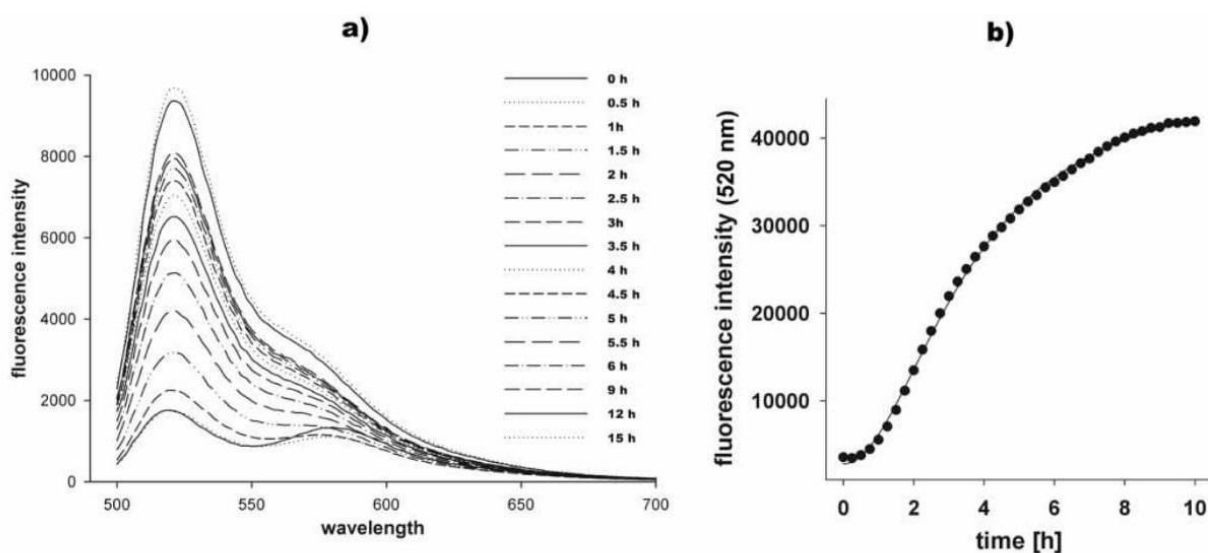 a)
fluorescence intensity
10000
8000
6000
4000
2000
0
500
550
600
650
700
wavelength
0 h
0.5 h
1h
1.5 h
2 h
2.5 h
3h
3.5 h
4 h
4.5 h
5 h
5.5 h
6 h
9 h
12 h
15 h
b)
fluorescence intensity (520 nm)
40000
30000
20000
10000
0
2
4
6
8
10
time [h]